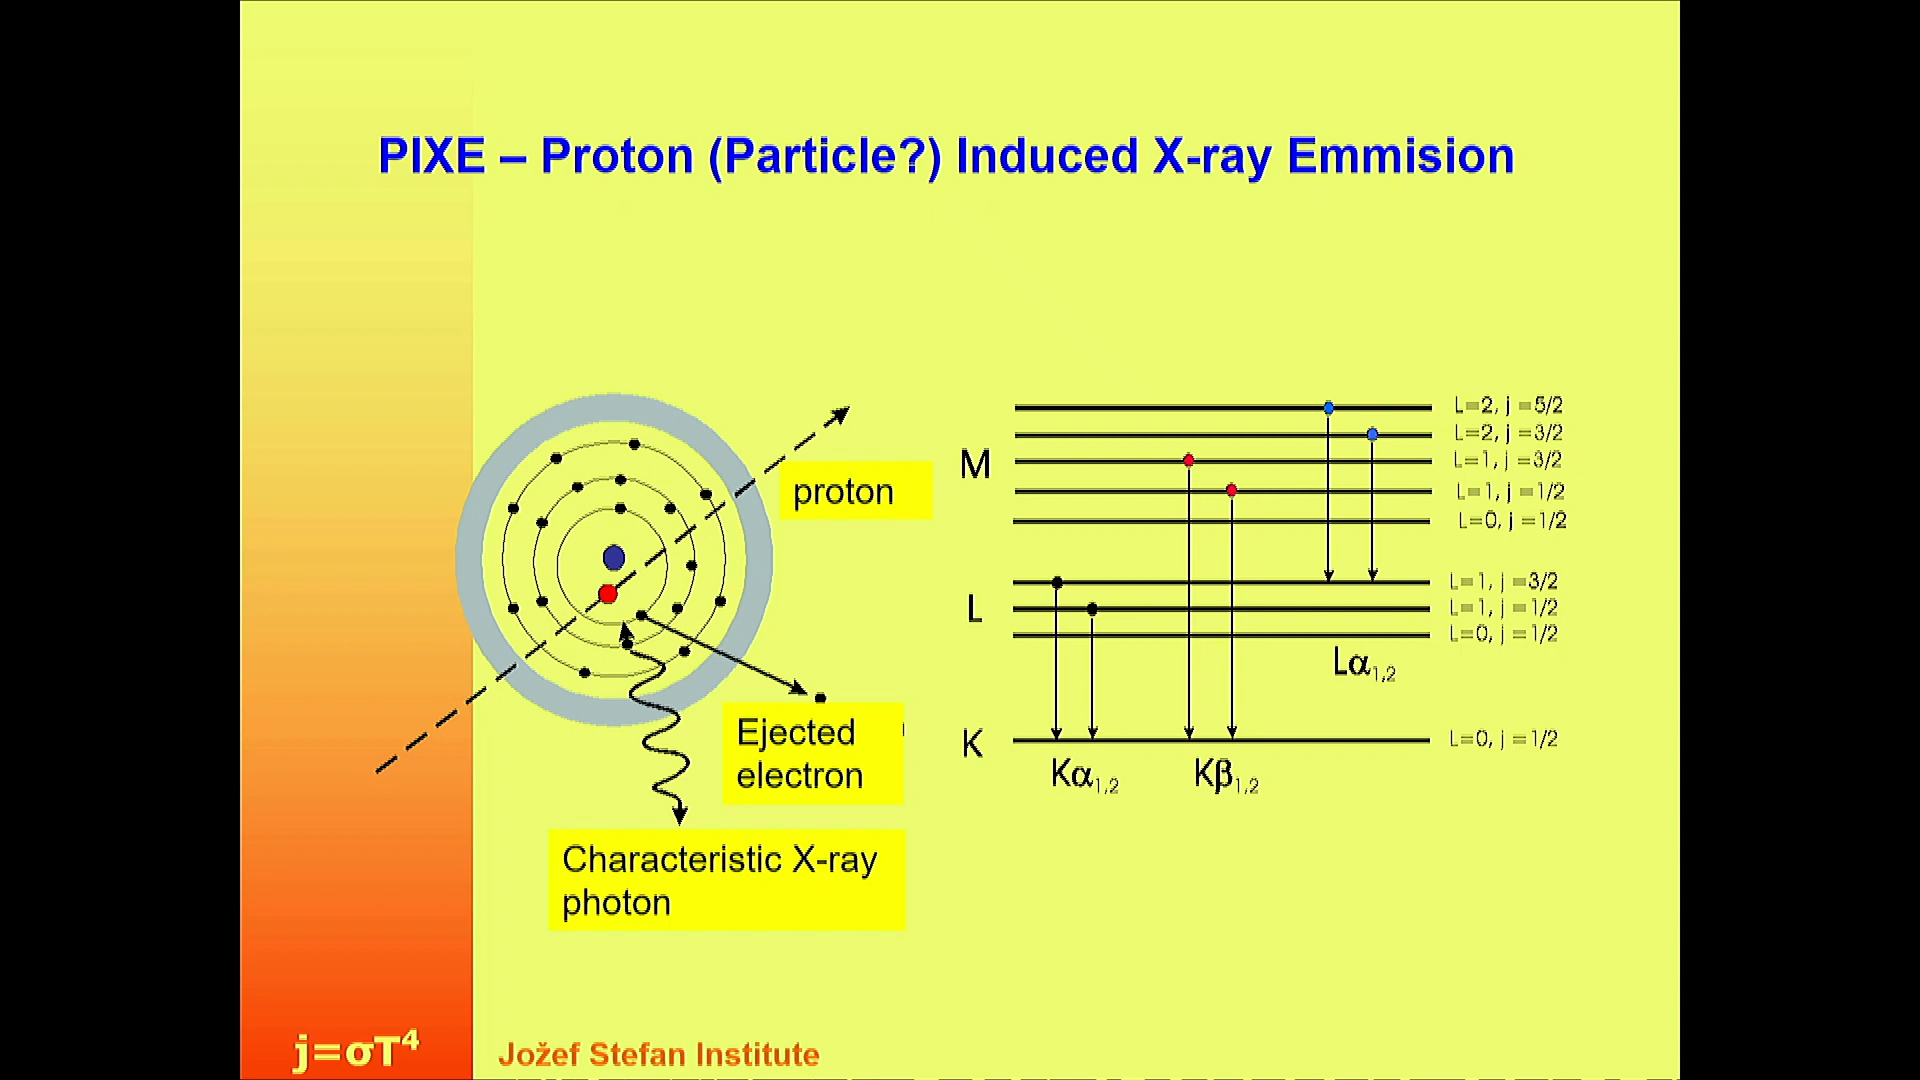 PIXE – Proton (Particle?) Induced X-ray Emmision
proton
Ejected
electron
Characteristic X-ray
photon
M
L
K
L=2, j =5/2
L=2, j =3/2
L=1, j =3/2
L=1, j =1/2
L=0, j =1/2
L=1, j =3/2
L=1, j =1/2
L=0, j =1/2
Lα1,2
L=0, j =1/2
Kα1,2
Kβ1,2
j=σT⁴
Jožef Stefan Institute